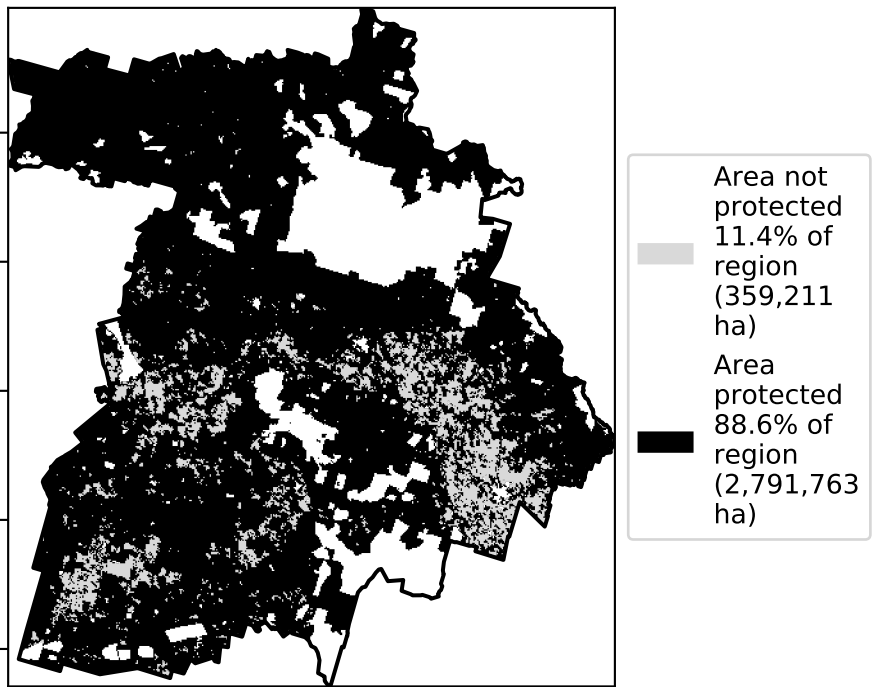 Area not
protected
11.4% of
region
(359,211
ha)
Area
protected
88.6% of
region
(2,791,763
ha)